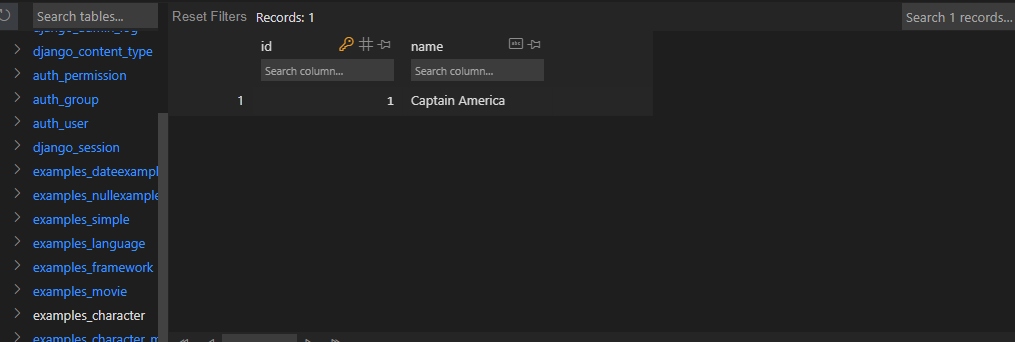 Search tables...
Reset Filters Records: 1
Search 1 records...
id name
Search column... Search column...
1 1 Captain America
django_admin_log
django_content_type
auth_permission
auth_group
auth_user
django_session
examples_dateexampl
examples_nullexample
examples_simple
examples_language
examples_framework
examples_movie
examples_character
examples_character_m